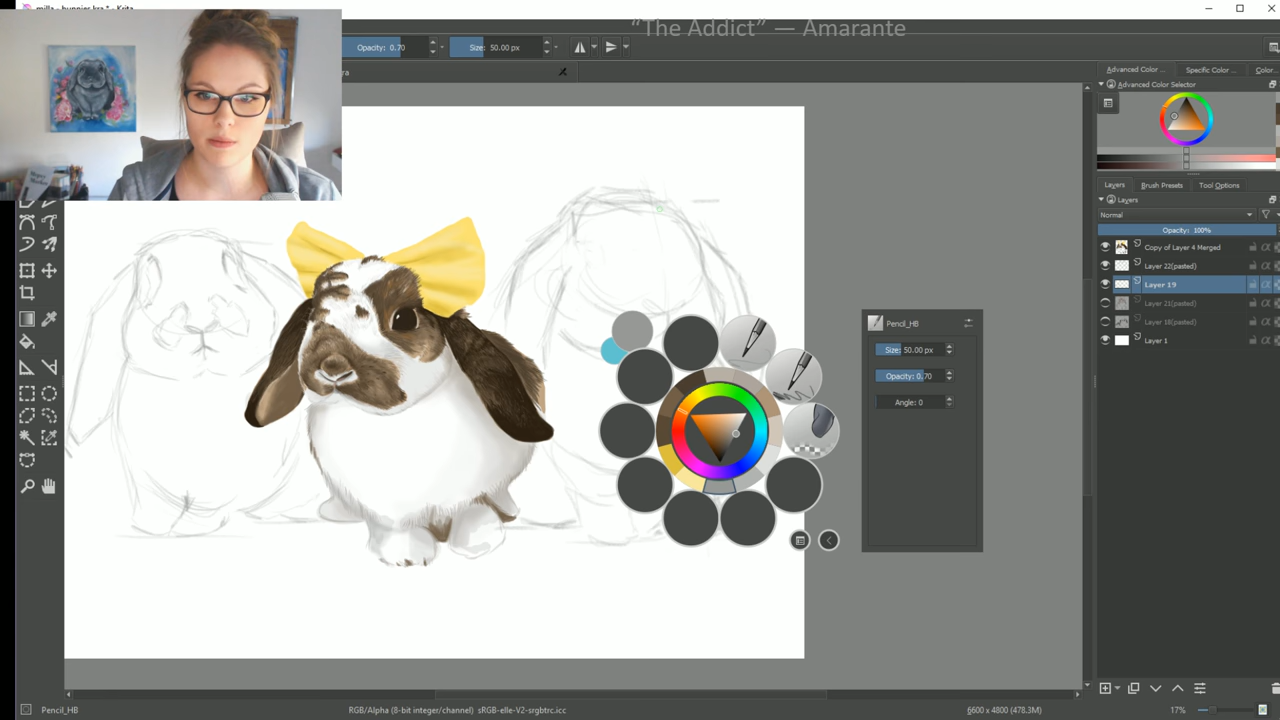 milla - bunnies.kra * - Krita
“The Addict” — Amarante
Opacity: 0.70
Size: 50.00 px
ra
Advanced Color ...
Specific Color ...
Color...
Advanced Color Selector
Layers
Brush Presets
Tool Options
Layers
Normal
Opacity: 100%
Copy of Layer 4 Merged
Layer 22(pasted)
Layer 19
Layer 21(pasted)
Layer 18(pasted)
Layer 1
Pencil_HB
Size: 50.00 px
Opacity: 0.70
Angle: 0
Pencil_HB
RGB/Alpha (8-bit integer/channel) sRGB-elle-V2-srgbtrc.icc
6600 x 4800 (478.3M)
17%